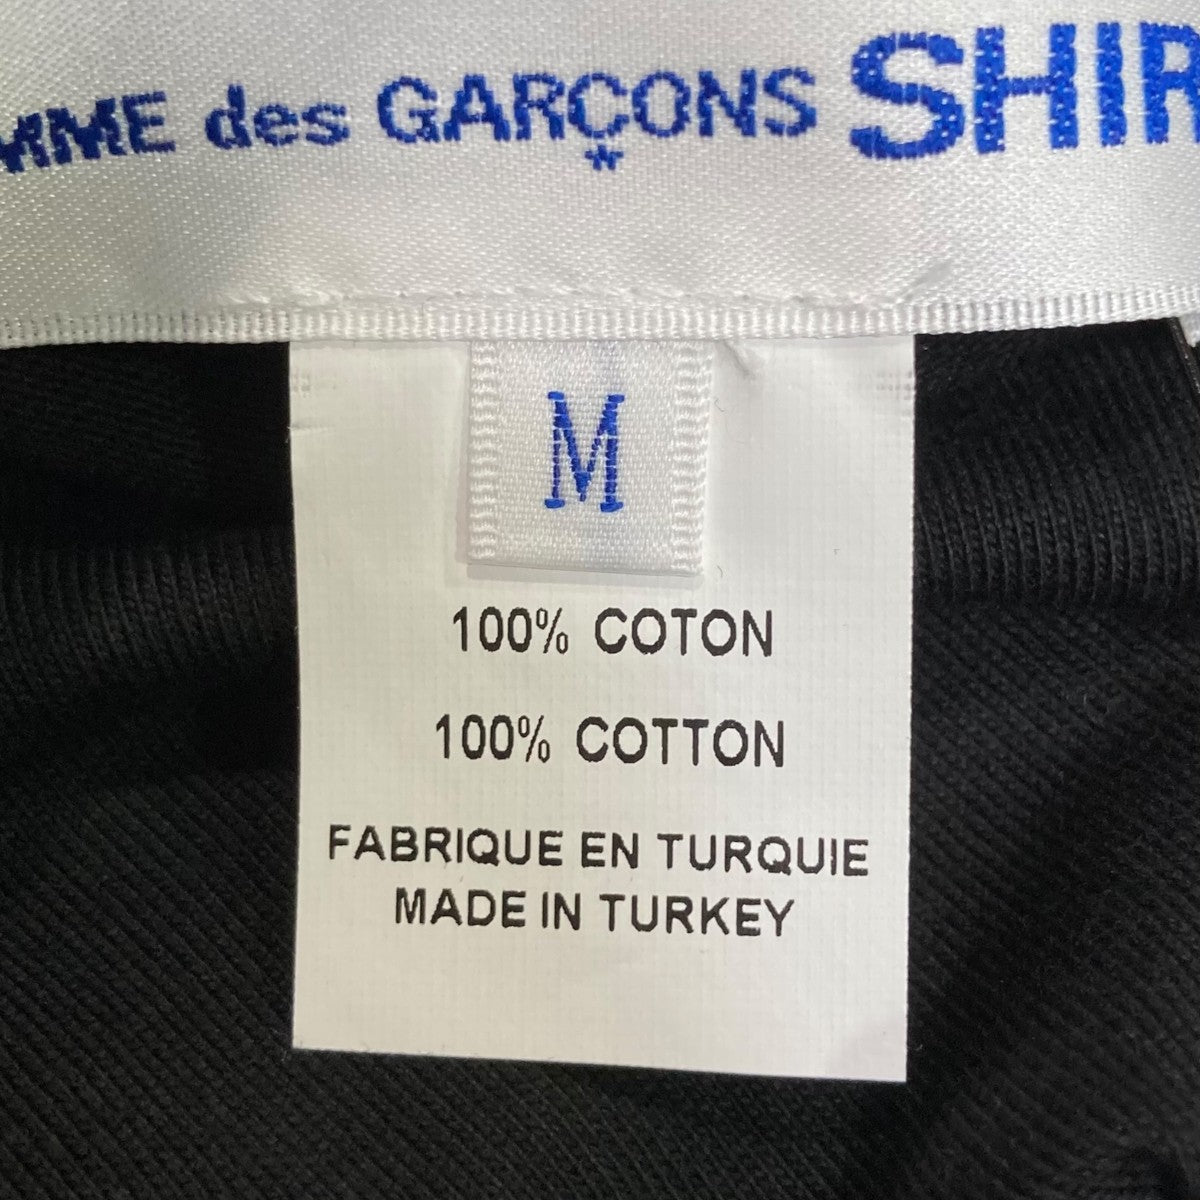 MME des GARÇONS SHIR
M
100% COTON
100% COTTON
FABRIQUE EN TURQUIE
MADE IN TURKEY